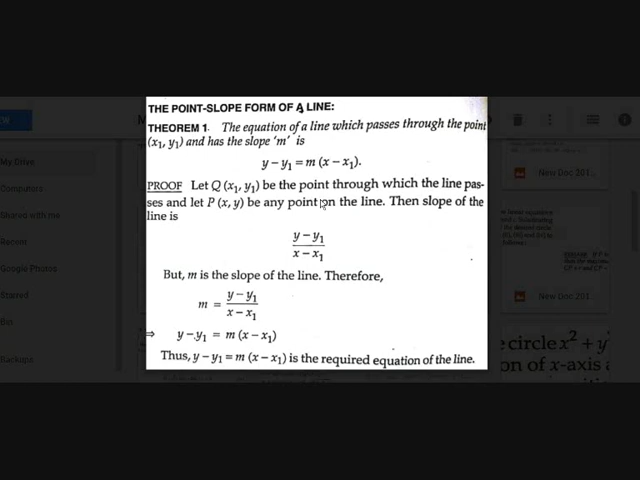 THE POINT-SLOPE FORM OF A LINE:
THEOREM 1. The equation of a line which passes through the point
(x₁, y₁) and has the slope 'm' is
y – y₁ = m (x – x₁).
PROOF Let Q (x₁, y₁) be the point through which the line pas-
ses and let P (x, y) be any point on the line. Then slope of the
line is
y – y₁
x – x₁
But, m is the slope of the line. Therefore,
m = y – y₁
x – x₁
⇒ y – y₁ = m (x – x₁)
Thus, y – y₁ = m (x – x₁) is the required equation of the line.
My Drive
Computers
Shared with me
Recent
Google Photos
Starred
Bin
Backups
New Doc 201...
New Doc 201...
circle x² + y
on of x-axis